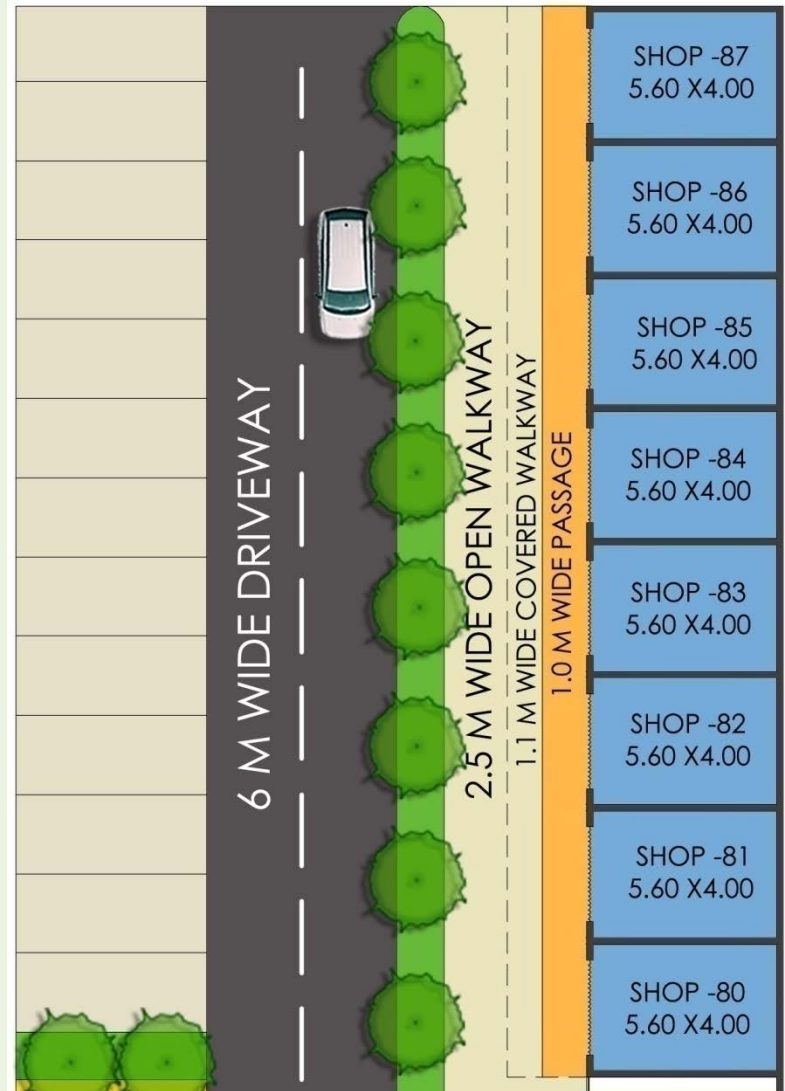 6 M WIDE DRIVEWAY
2.5 M WIDE OPEN WALKWAY
1.1 M WIDE COVERED WALKWAY
1.0 M WIDE PASSAGE
SHOP -87
5.60 X4.00
SHOP -86
5.60 X4.00
SHOP -85
5.60 X4.00
SHOP -84
5.60 X4.00
SHOP -83
5.60 X4.00
SHOP -82
5.60 X4.00
SHOP -81
5.60 X4.00
SHOP -80
5.60 X4.00